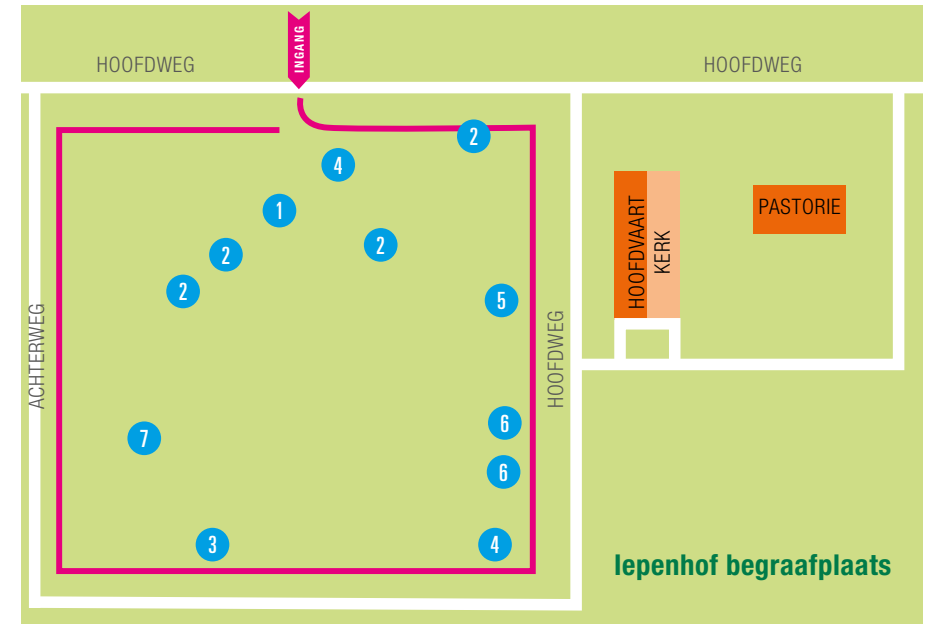 INGANG
HOOFDWEG
HOOFDWEG
2
4
1
2
2
2
5
HOOFDVAART
KERK
PASTORIE
ACHTERWEG
HOOFDWEG
6
7
6
3
4
Iepenhof begraafplaats